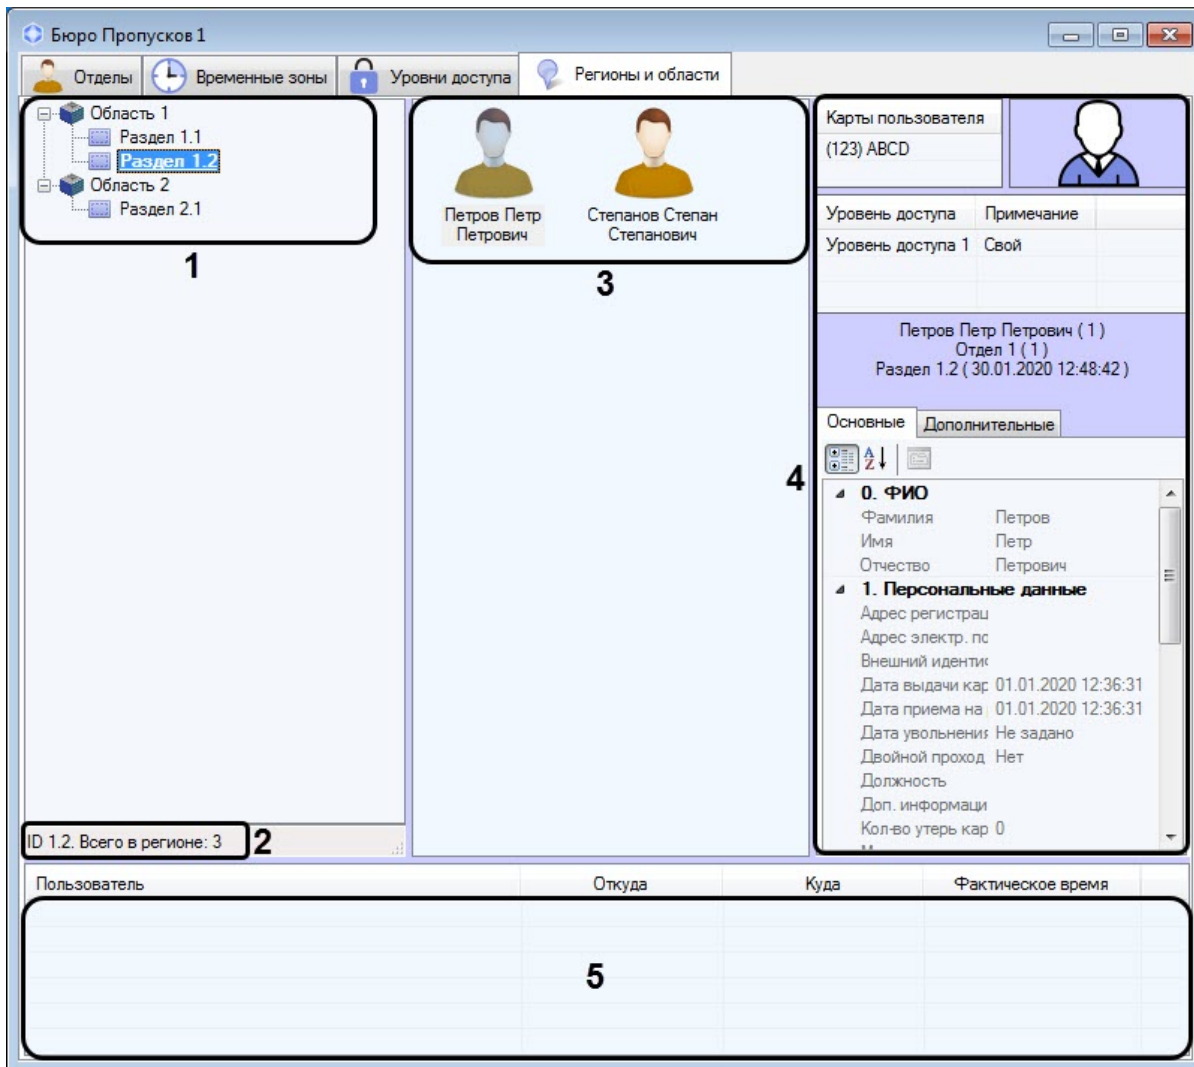 Бюро Пропусков 1
Отделы Временные зоны Уровни доступа Регионы и области
Область 1
Раздел 1.1
Раздел 1.2
Область 2
Раздел 2.1
1
ID 1.2. Всего в регионе: 3
2
Петров Петр
Петрович
Степанов Степан
Степанович
3
Карты пользователя
(123) ABCD
Уровень доступа Примечание
Уровень доступа 1 Свой
Петров Петр Петрович ( 1 )
Отдел 1 ( 1 )
Раздел 1.2 ( 30.01.2020 12:48:42 )
Основные Дополнительные
4
0. ФИО
Фамилия Петров
Имя Петр
Отчество Петрович
1. Персональные данные
Адрес регистрац
Адрес электр. по
Внешний иденти
Дата выдачи кар 01.01.2020 12:36:31
Дата приема на 01.01.2020 12:36:31
Дата увольнения Не задано
Двойной проход Нет
Должность
Доп. информаци
Кол-во утерь кар 0
Пользователь Откуда Куда Фактическое время
5